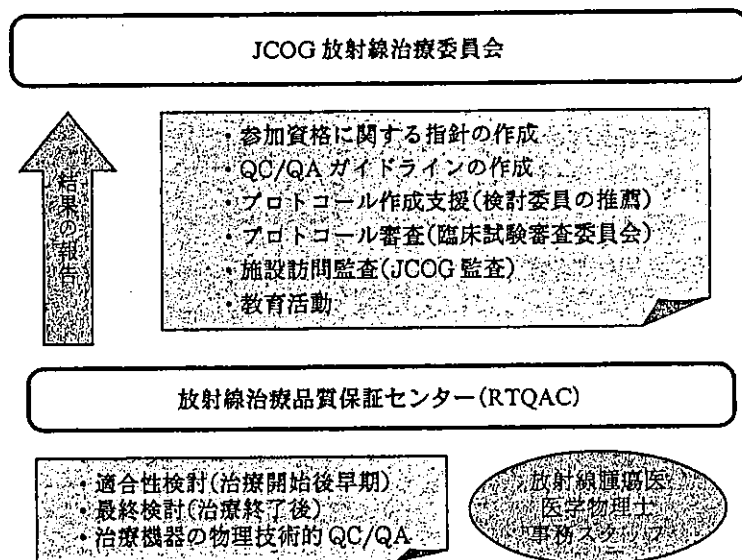 JCOG 放射線治療委員会
結果の報告
・参加資格に関する指針の作成
・QC/QA ガイドラインの作成
・プロトコール作成支援(検討委員の推薦)
・プロトコール審査(臨床試験審査委員会)
・施設訪問監査(JCOG 監査)
・教育活動
放射線治療品質保証センター(RTQAC)
・適合性検討(治療開始後早期)
・最終検討(治療終了後)
・治療機器の物理技術的 QC/QA
放射線腫瘍医
医学物理士
事務スタッフ